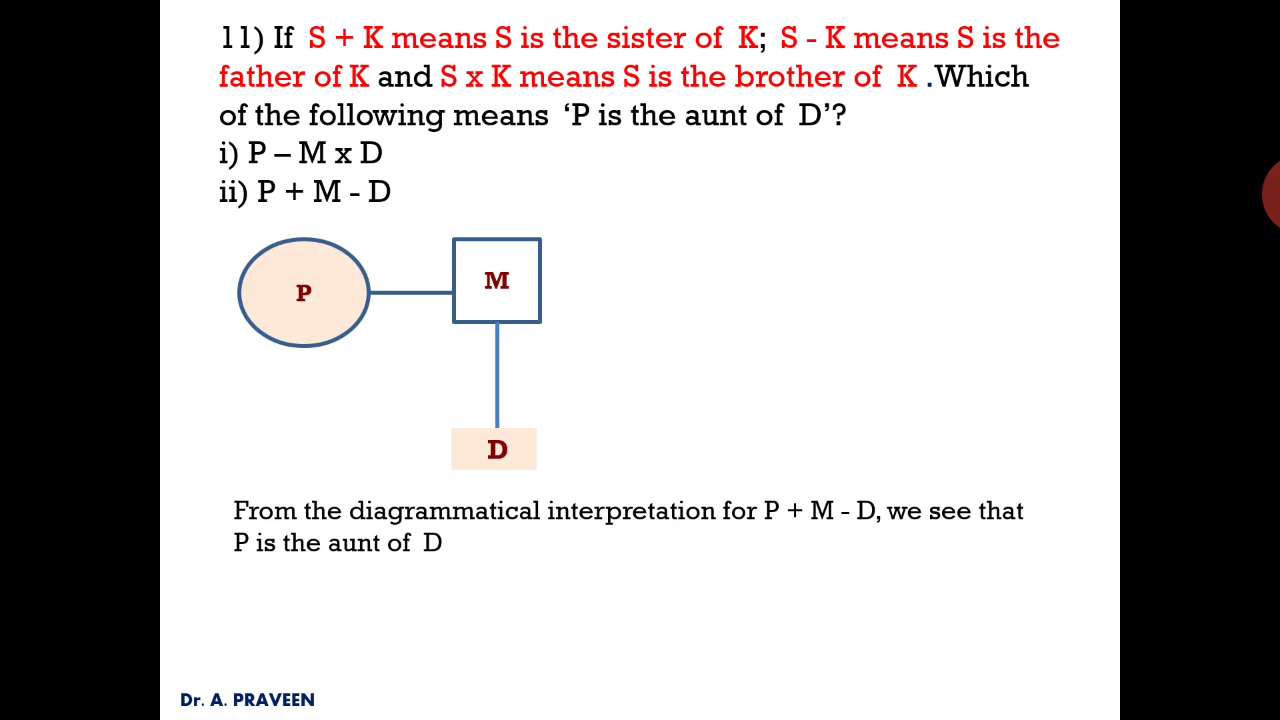 11) If S + K means S is the sister of K; S - K means S is the
father of K and S x K means S is the brother of K .Which
of the following means ‘P is the aunt of D’?
i) P – M x D
ii) P + M - D
P
M
D
From the diagrammatical interpretation for P + M - D, we see that
P is the aunt of D
Dr. A. PRAVEEN